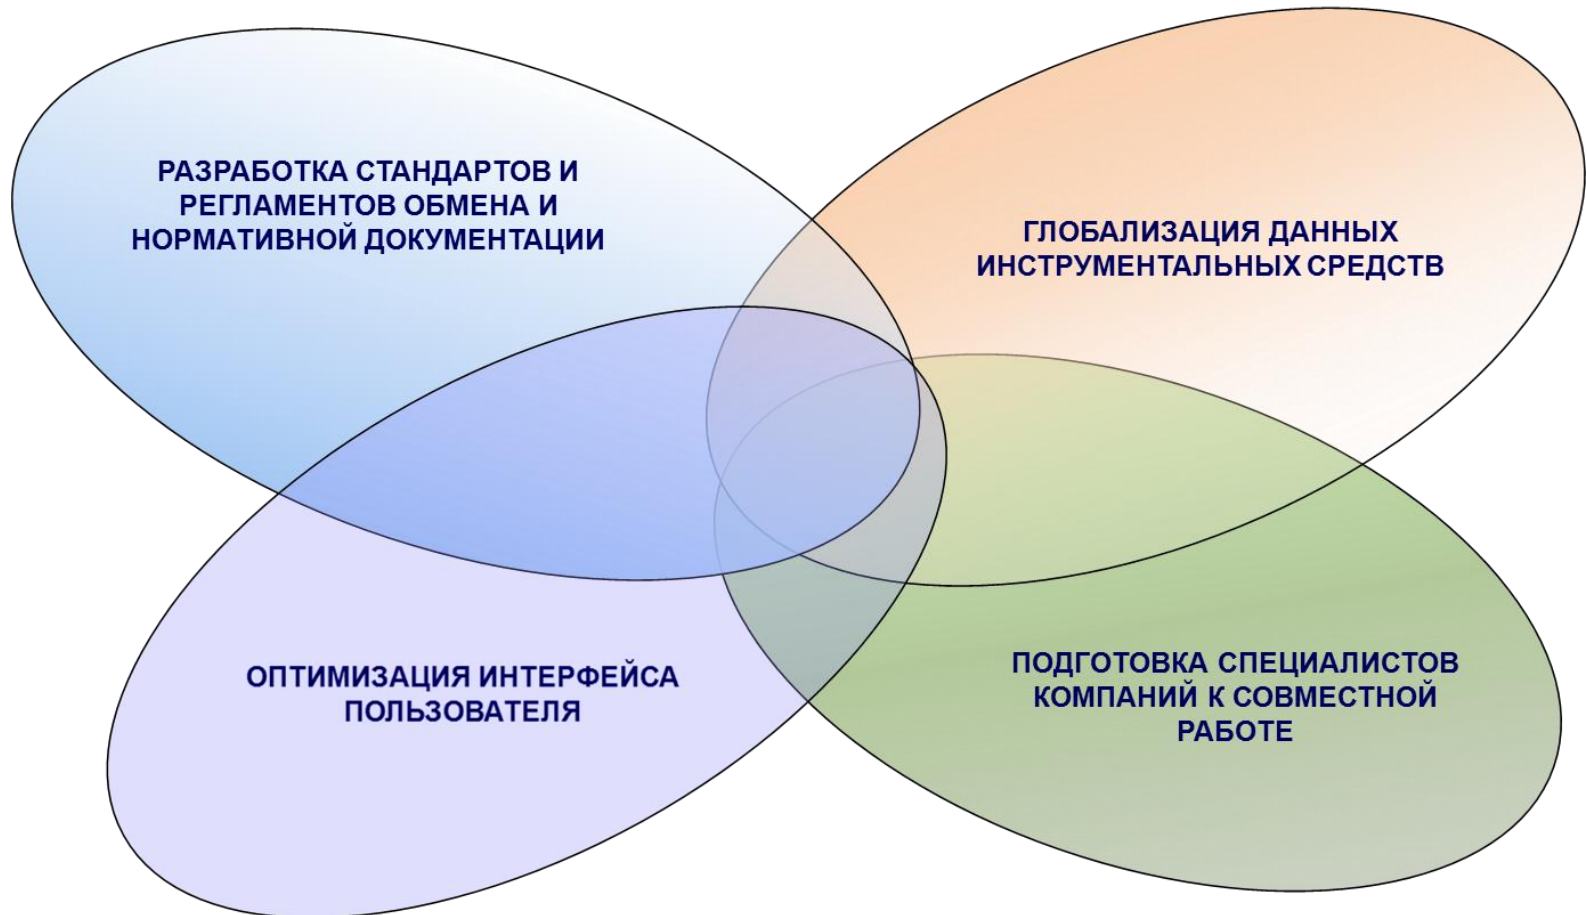 РАЗРАБОТКА СТАНДАРТОВ И
РЕГЛАМЕНТОВ ОБМЕНА И
НОРМАТИВНОЙ ДОКУМЕНТАЦИИ
ГЛОБАЛИЗАЦИЯ ДАННЫХ
ИНСТРУМЕНТАЛЬНЫХ СРЕДСТВ
ОПТИМИЗАЦИЯ ИНТЕРФЕЙСА
ПОЛЬЗОВАТЕЛЯ
ПОДГОТОВКА СПЕЦИАЛИСТОВ
КОМПАНИЙ К СОВМЕСТНОЙ
РАБОТЕ